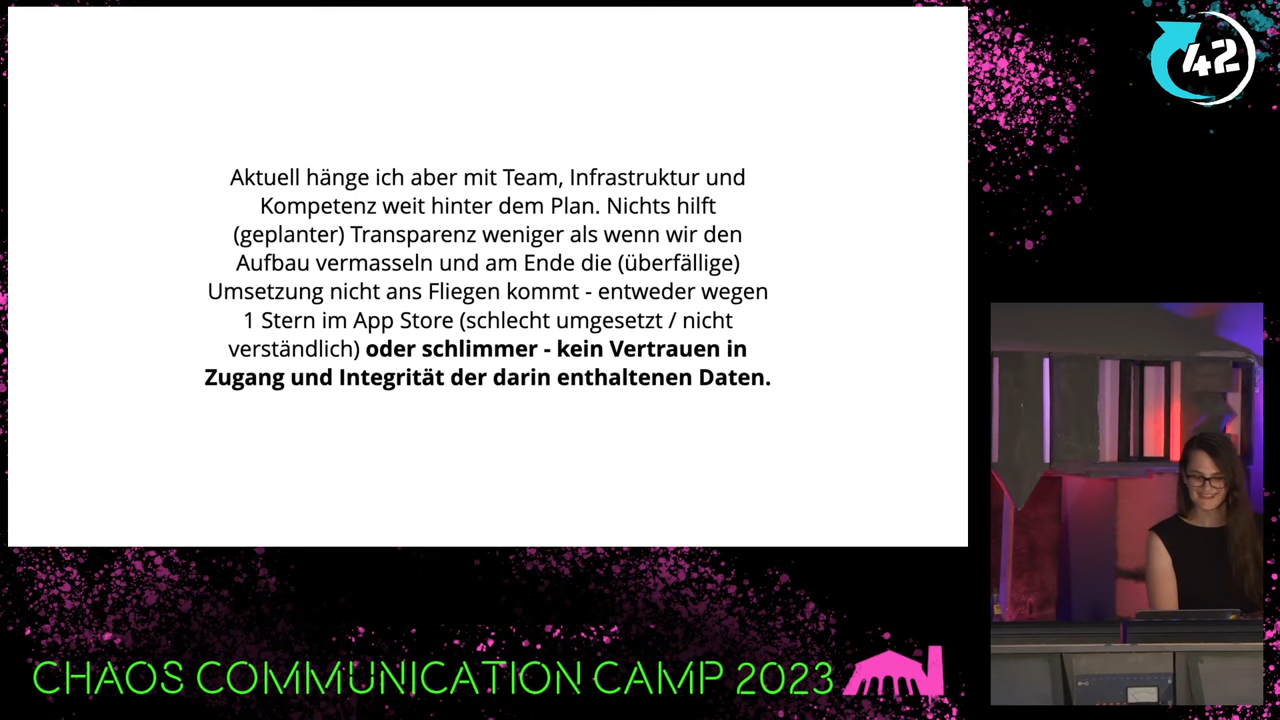 Aktuell hänge ich aber mit Team, Infrastruktur und
Kompetenz weit hinter dem Plan. Nichts hilft
(geplanter) Transparenz weniger als wenn wir den
Aufbau vermasseln und am Ende die (überfällige)
Umsetzung nicht ans Fliegen kommt - entweder wegen
1 Stern im App Store (schlecht umgesetzt / nicht
verständlich) oder schlimmer - kein Vertrauen in
Zugang und Integrität der darin enthaltenen Daten.
42
CHAOS COMMUNICATION CAMP 2023